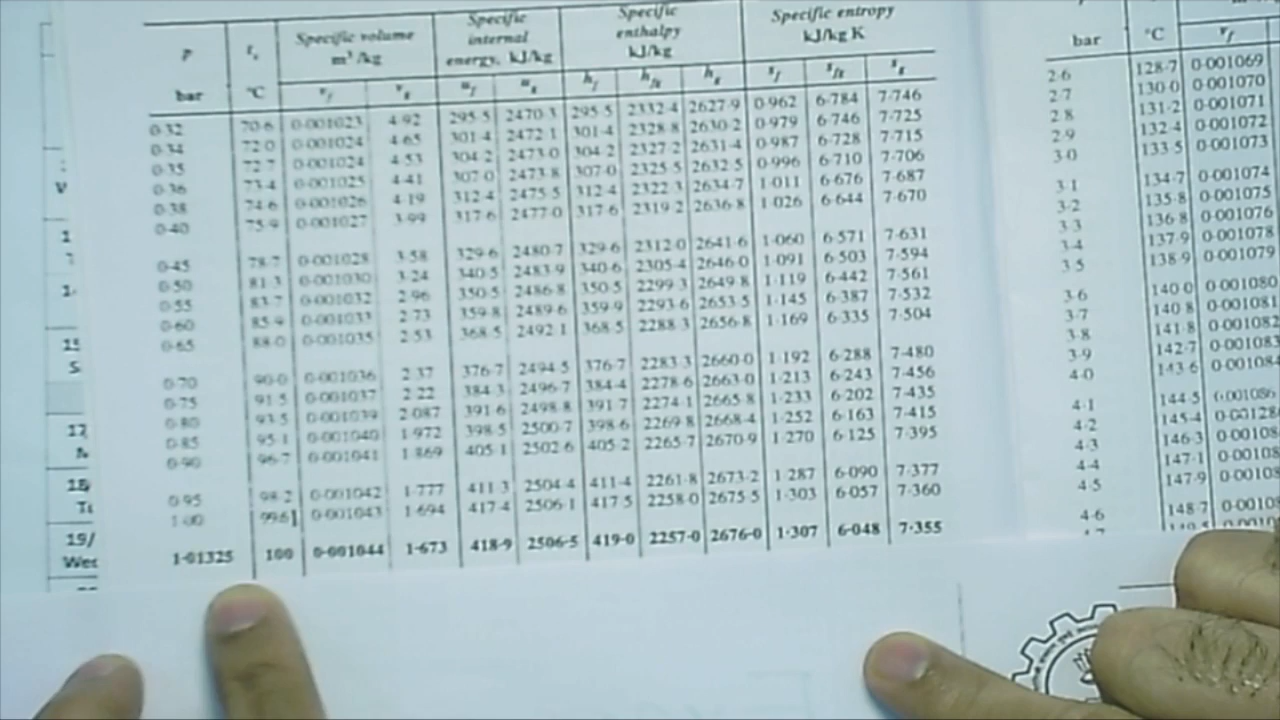 Specific volume Specific Specific Specific entropy
p t_s m³/kg internal enthalpy kJ/kg K
energy, kJ/kg kJ/kg
bar °C v_f v_g u_f u_g h_f h_fg h_g s_f s_fg s_g
0·32 70·6 0·001023 4·92 295·5 2470·3 295·5 2332·4 2627·9 0·962 6·784 7·746
0·34 72·0 0·001024 4·65 301·4 2472·1 301·4 2328·8 2630·2 0·979 6·746 7·725
0·35 72·7 0·001024 4·53 304·2 2473·0 304·2 2327·2 2631·4 0·987 6·728 7·715
0·36 73·4 0·001025 4·41 307·0 2473·8 307·0 2325·5 2632·5 0·996 6·710 7·706
0·38 74·6 0·001026 4·19 312·4 2475·5 312·4 2322·3 2634·7 1·011 6·676 7·687
0·40 75·9 0·001027 3·99 317·6 2477·0 317·6 2319·2 2636·8 1·026 6·644 7·670
0·45 78·7 0·001028 3·58 329·6 2480·7 329·6 2312·0 2641·6 1·060 6·571 7·631
0·50 81·3 0·001030 3·24 340·5 2483·9 340·6 2305·4 2646·0 1·091 6·503 7·594
0·55 83·7 0·001032 2·96 350·5 2486·8 350·5 2299·3 2649·8 1·119 6·442 7·561
0·60 85·9 0·001033 2·73 359·8 2489·6 359·9 2293·6 2653·5 1·145 6·387 7·532
0·65 88·0 0·001035 2·53 368·5 2492·1 368·5 2288·3 2656·8 1·169 6·335 7·504
0·70 90·0 0·001036 2·37 376·7 2494·5 376·7 2283·3 2660·0 1·192 6·288 7·480
0·75 91·5 0·001037 2·22 384·3 2496·7 384·4 2278·6 2663·0 1·213 6·243 7·456
0·80 93·5 0·001039 2·087 391·6 2498·8 391·7 2274·1 2665·8 1·233 6·202 7·435
0·85 95·1 0·001040 1·972 398·5 2500·7 398·6 2269·8 2668·4 1·252 6·163 7·415
0·90 96·7 0·001041 1·869 405·1 2502·6 405·2 2265·7 2670·9 1·270 6·125 7·395
0·95 98·2 0·001042 1·777 411·3 2504·4 411·4 2261·8 2673·2 1·287 6·090 7·377
1·00 99·61 0·001043 1·694 417·4 2506·1 417·5 2258·0 2675·5 1·303 6·057 7·360
1·01325 100 0·001044 1·673 418·9 2506·5 419·0 2257·0 2676·0 1·307 6·048 7·355
bar °C v_f
2·6 128·7 0·001069
2·7 130·0 0·001070
2·8 131·2 0·001071
2·9 132·4 0·001072
3·0 133·5 0·001073
3·1 134·7 0·001074
3·2 135·8 0·001075
3·3 136·8 0·001076
3·4 137·9 0·001078
3·5 138·9 0·001079
3·6 140·0 0·001080
3·7 140·8 0·001081
3·8 141·8 0·001082
3·9 142·7 0·001083
4·0 143·6 0·001084
4·1 144·5 0·001086
4·2 145·4 0·00128
4·3 146·3 0·00108
4·4 147·1 0·00108
4·5 147·9 0·00108
4·6 148·7 0·00108
19/
Wed